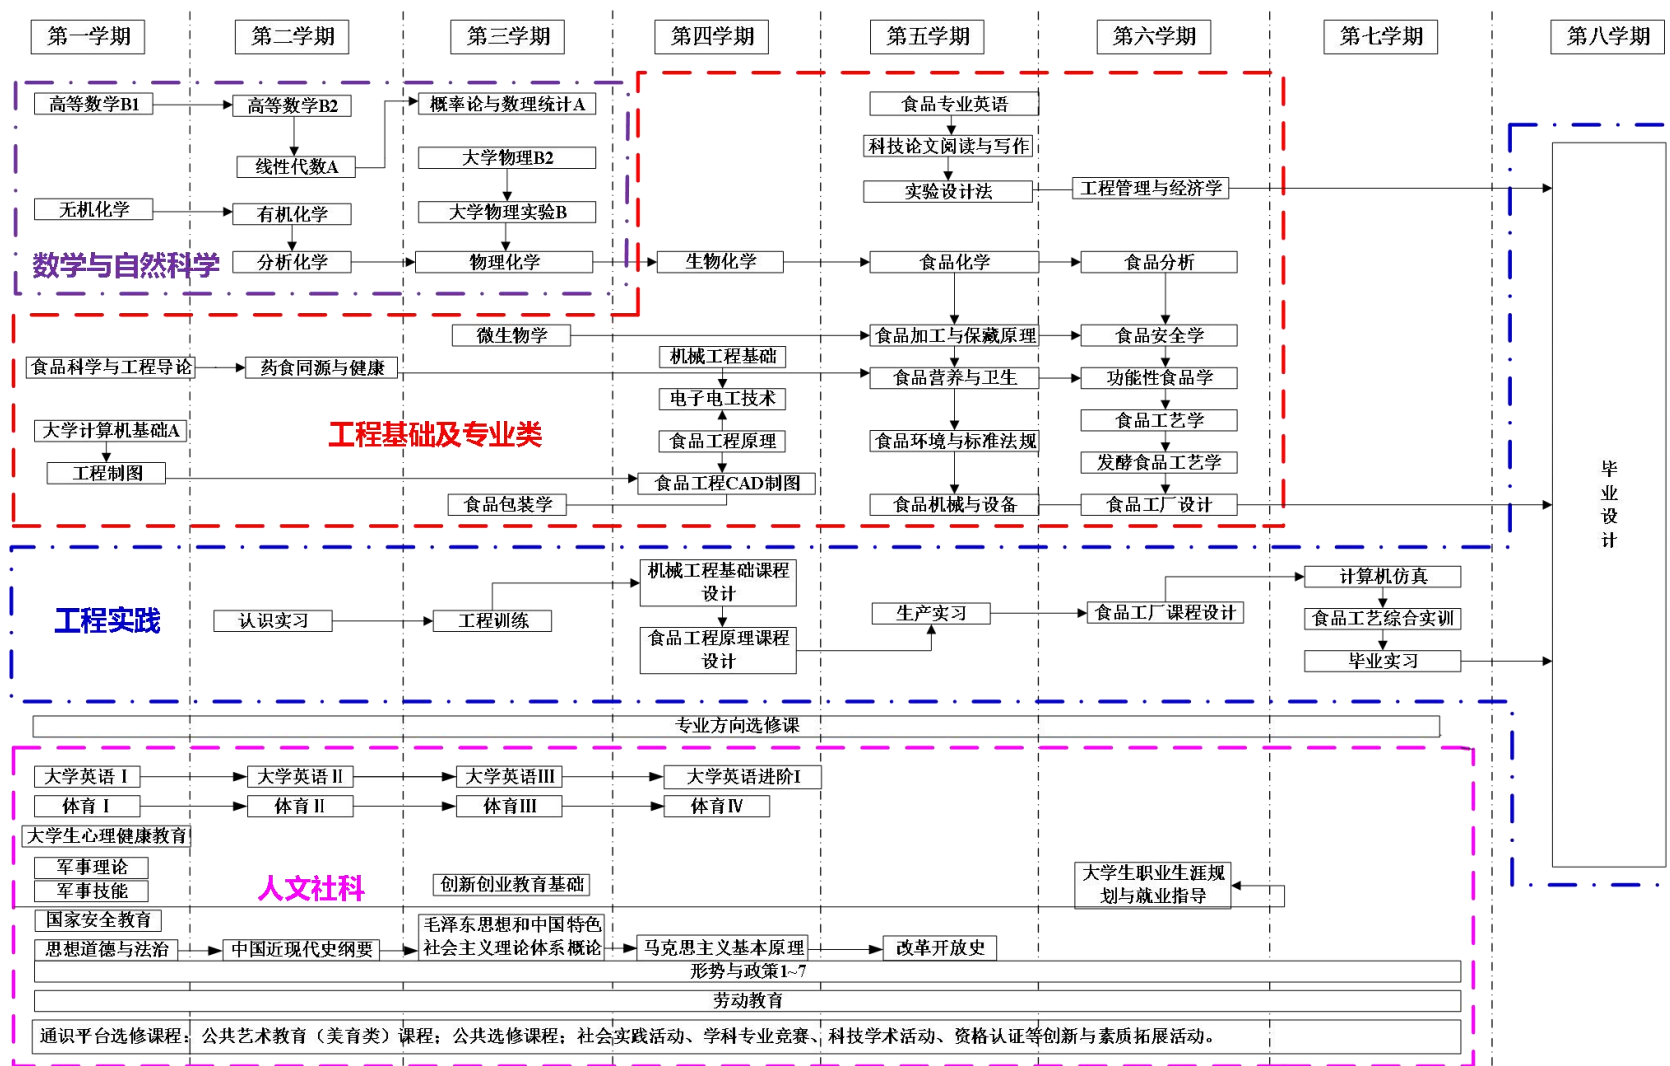 第一学期
第二学期
第三学期
第四学期
第五学期
第六学期
第七学期
第八学期
高等数学B1
高等数学B2
概率论与数理统计A
食品专业英语
科技论文阅读与写作
大学物理B2
线性代数A
实验设计法
工程管理与经济学
无机化学
有机化学
大学物理实验B
数学与自然科学
分析化学
物理化学
生物化学
食品化学
食品分析
微生物学
食品加工与保藏原理
食品安全学
机械工程基础
食品科学与工程导论
药食同源与健康
食品营养与卫生
功能性食品学
电子电工技术
食品工艺学
大学计算机基础A
工程基础及专业类
食品工程原理
食品环境与标准法规
发酵食品工艺学
工程制图
食品工程CAD制图
食品包装学
食品机械与设备
食品工厂设计
毕
业
设
计
机械工程基础课程
设计
计算机仿真
工程实践
认识实习
工程训练
生产实习
食品工厂课程设计
食品工艺综合实训
食品工程原理课程
设计
毕业实习
专业方向选修课
大学英语Ⅰ
大学英语Ⅱ
大学英语Ⅲ
大学英语进阶Ⅰ
体育Ⅰ
体育Ⅱ
体育Ⅲ
体育Ⅳ
大学生心理健康教育
军事理论
军事技能
人文社科
创新创业教育基础
大学生职业生涯规
划与就业指导
国家安全教育
思想道德与法治
中国近现代史纲要
毛泽东思想和中国特色
社会主义理论体系概论
马克思主义基本原理
改革开放史
形势与政策1~7
劳动教育
通识平台选修课程：公共艺术教育（美育类）课程；公共选修课程；社会实践活动、学科专业竞赛、科技学术活动、资格认证等创新与素质拓展活动。